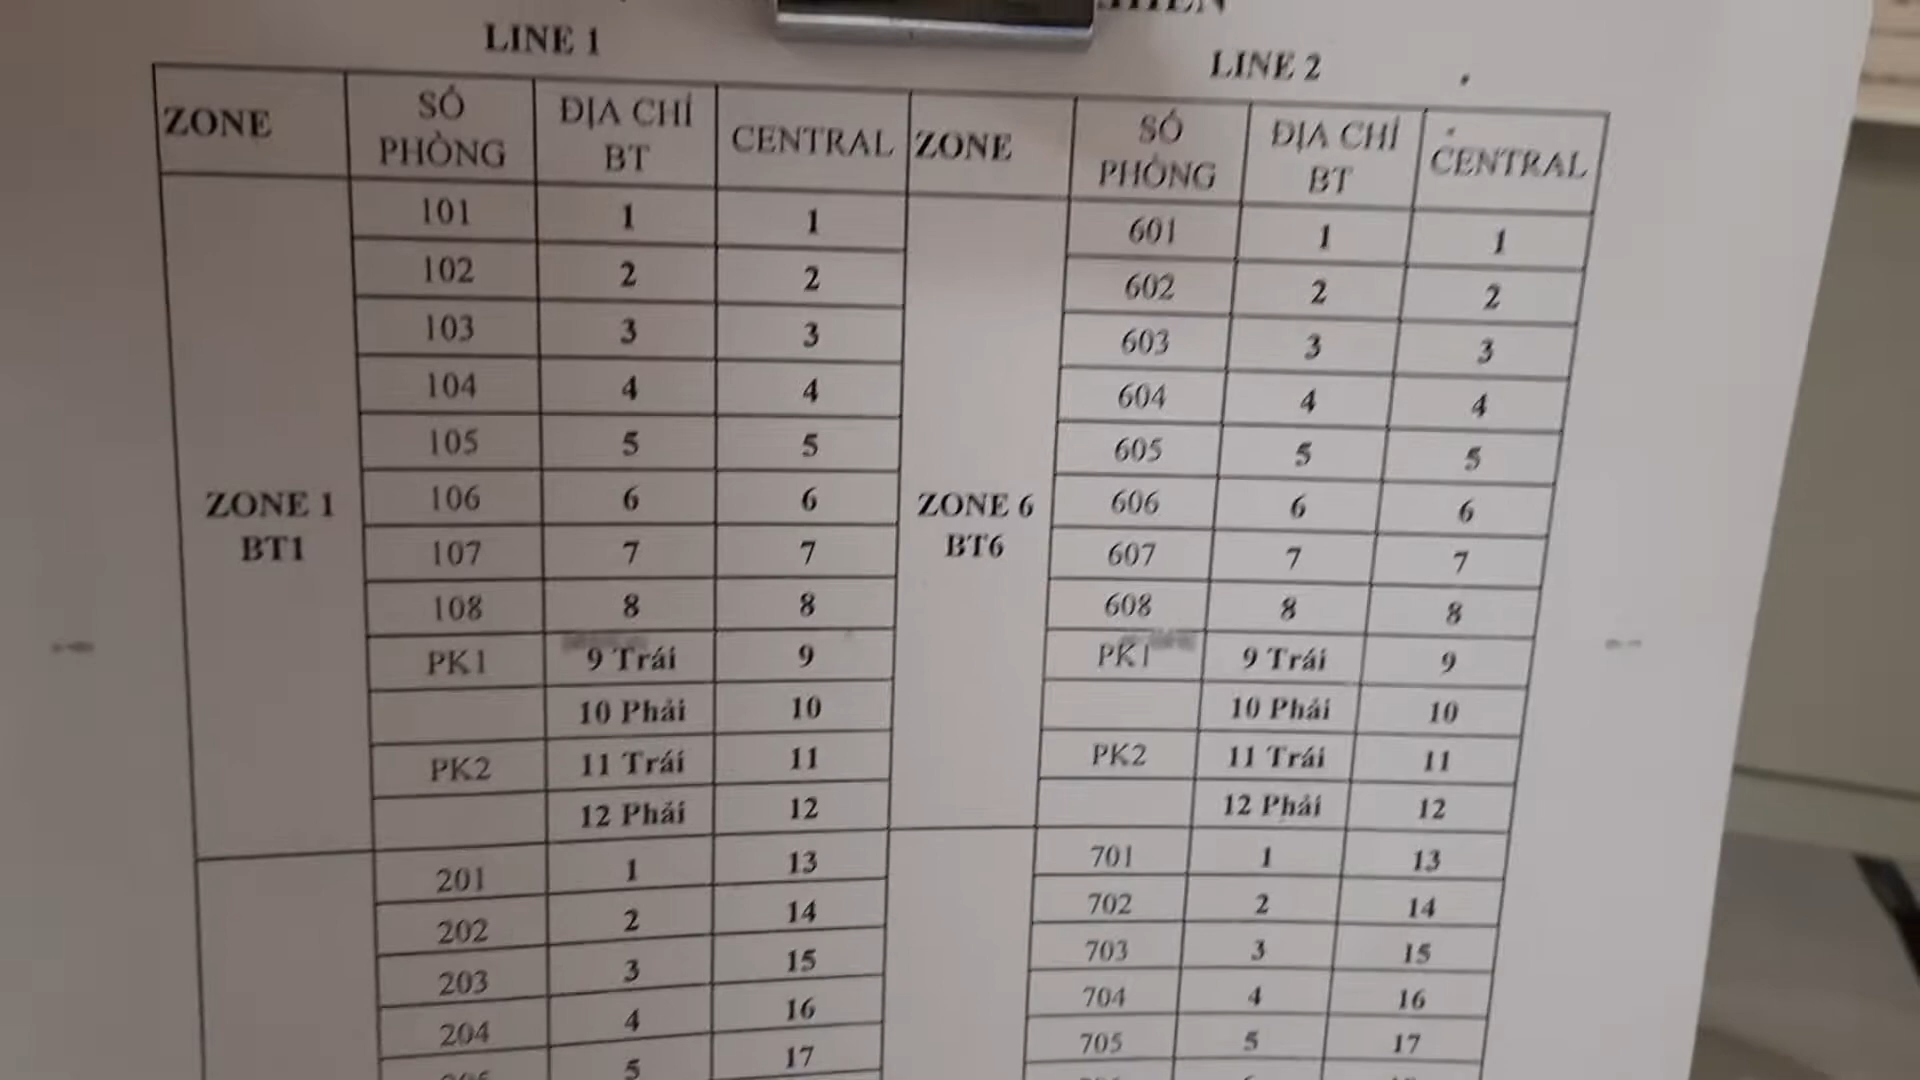 LINE 1
LINE 2
ZONE SỐ PHÒNG ĐỊA CHỈ BT CENTRAL ZONE SỐ PHÒNG ĐỊA CHỈ BT CENTRAL
101 1 1 601 1 1
102 2 2 602 2 2
103 3 3 603 3 3
104 4 4 604 4 4
105 5 5 605 5 5
ZONE 1 BT1 106 6 6 ZONE 6 BT6 606 6 6
107 7 7 607 7 7
108 8 8 608 8 8
PK1 9 Trái 9 PK1 9 Trái 9
10 Phải 10 10 Phải 10
PK2 11 Trái 11 PK2 11 Trái 11
12 Phải 12 12 Phải 12
201 1 13 701 1 13
202 2 14 702 2 14
203 3 15 703 3 15
204 4 16 704 4 16
5 17 705 5 17